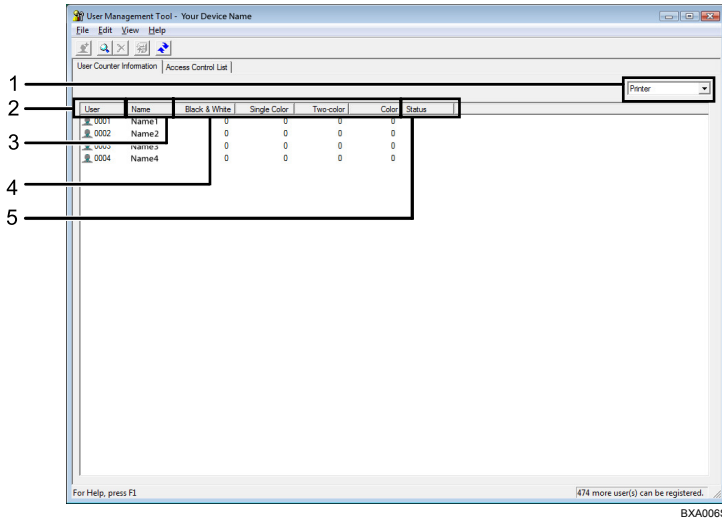 User Management Tool - Your Device Name
File Edit View Help
User Counter Information Access Control List
1
Printer
2
User Name Black & White Single Color Two-color Color Status
0001 Name1 0 0 0 0
0002 Name2 0 0 0 0
3
0003 Name3 0 0 0 0
0004 Name4 0 0 0 0
4
5
For Help, press F1
474 more user(s) can be registered.
BXA006S